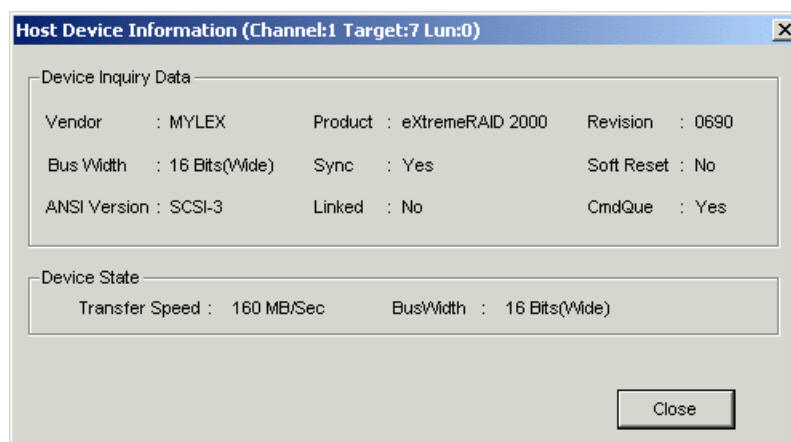 Host Device Information (Channel:1 Target:7 Lun:0)
Device Inquiry Data
Vendor : MYLEX Product : eXtremeRAID 2000 Revision : 0690
Bus Width : 16 Bits(Wide) Sync : Yes Soft Reset : No
ANSI Version : SCSI-3 Linked : No CmdQue : Yes
Device State
Transfer Speed : 160 MB/Sec BusWidth : 16 Bits(Wide)
Close